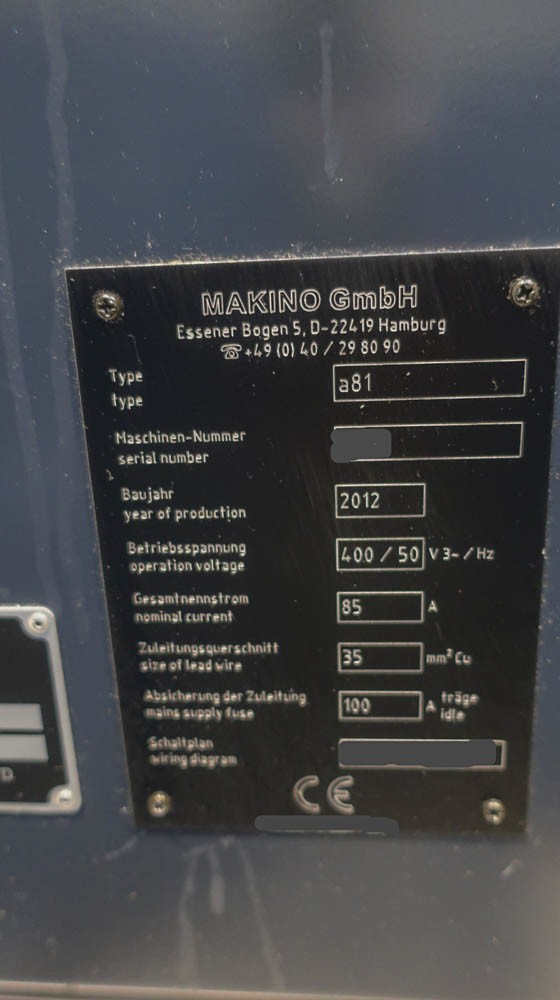 MAKINO GmbH
Essener Bogen 5, D-22419 Hamburg
☎ +49 (0) 40 / 29 80 90
Type
type
a81
Maschinen-Nummer
serial number
Baujahr
year of production
2012
Betriebsspannung
operation voltage
400 / 50 V 3~ / Hz
Gesamtnennstrom
nominal current
85 A
Zuleitungsquerschnitt
size of lead wire
35 mm² Cu
Absicherung der Zuleitung
mains supply fuse
100 A träge
idle
Schaltplan
wiring diagram
CE
TD.